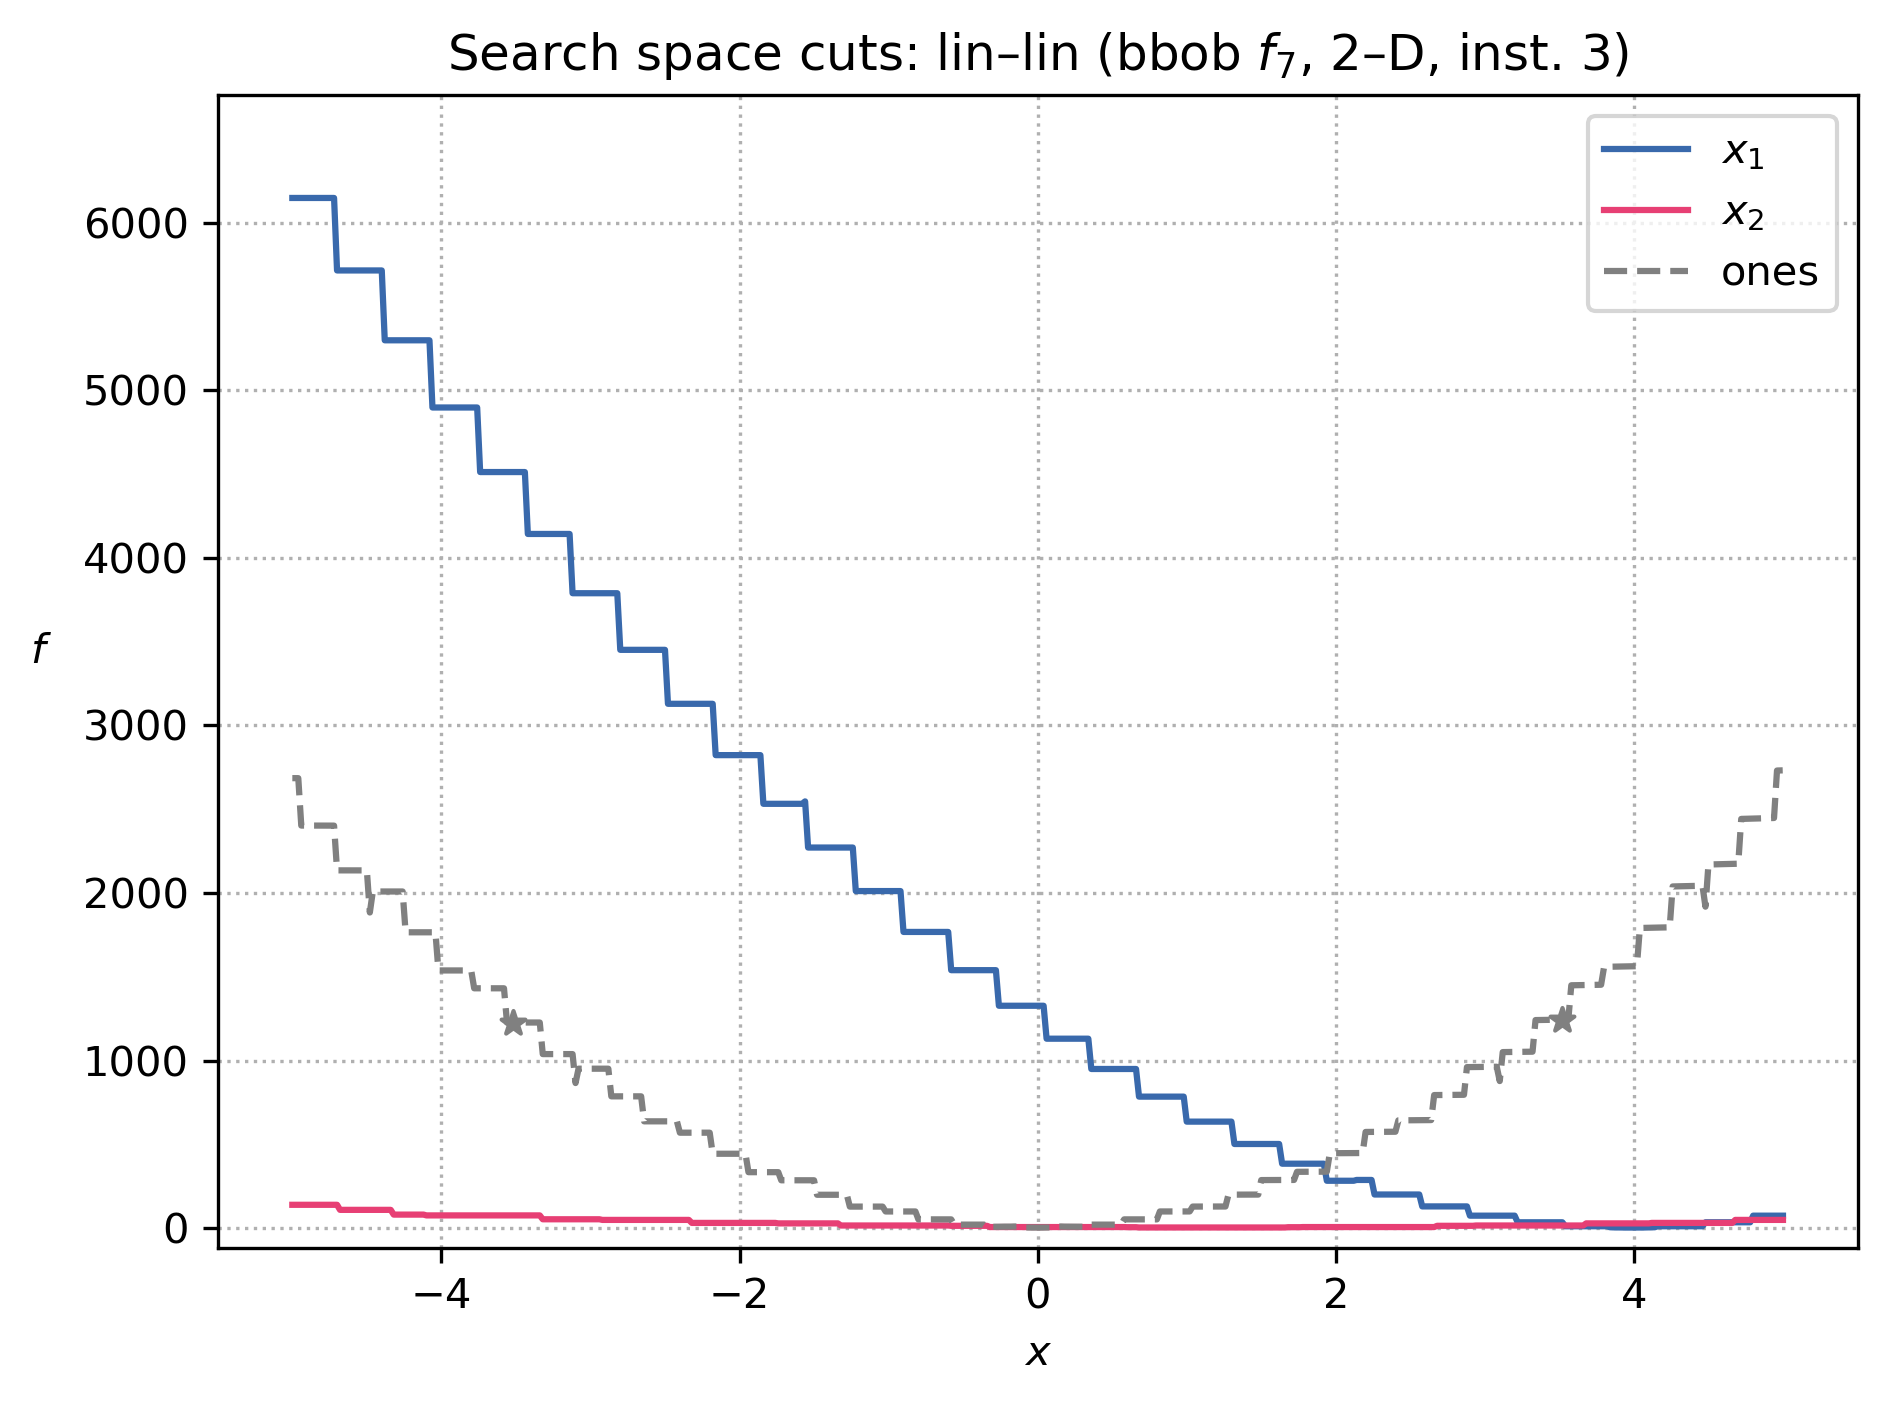 Search space cuts: lin–lin (bbob f₇, 2–D, inst. 3)
x₁
x₂
ones
6000
5000
4000
3000
2000
1000
0
f
−4 −2 0 2 4
x